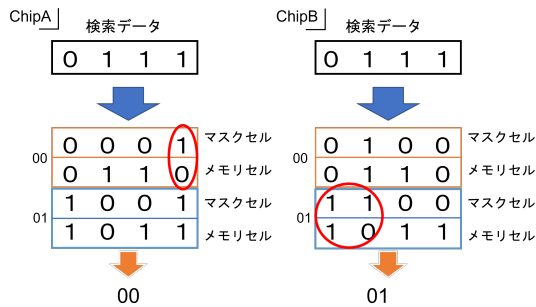 ChipA
検索データ
0 1 1 1
00
0 0 0 1 マスクセル
0 1 1 0 メモリセル
01
1 0 0 1 マスクセル
1 0 1 1 メモリセル
00
ChipB
検索データ
0 1 1 1
00
0 1 0 0 マスクセル
0 1 1 0 メモリセル
01
1 1 0 0 マスクセル
1 0 1 1 メモリセル
01